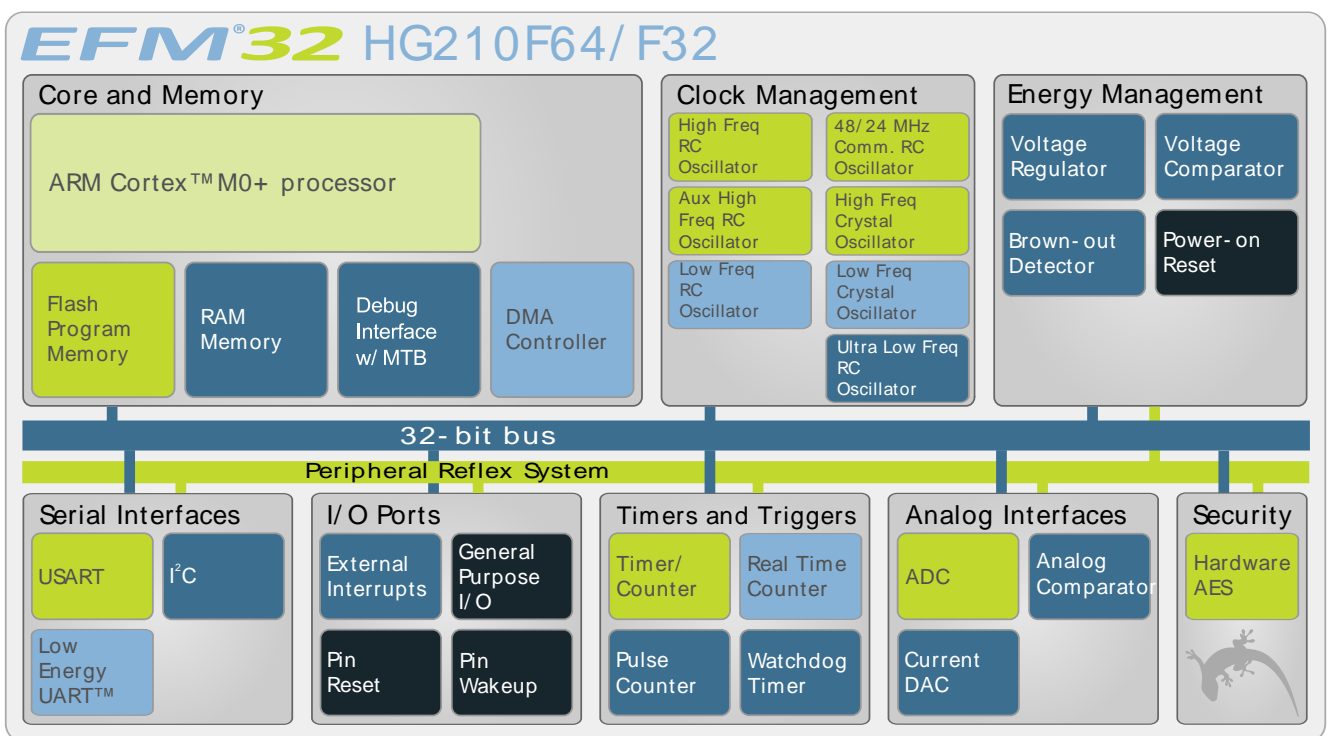 EFM®32 HG210F64/F32
Core and Memory
ARM Cortex™ M0+ processor
Flash
Program
Memory
RAM
Memory
Debug
Interface
w/ MTB
DMA
Controller
Clock Management
High Freq
RC
Oscillator
48/24 MHz
Comm. RC
Oscillator
Aux High
Freq RC
Oscillator
High Freq
Crystal
Oscillator
Low Freq
RC
Oscillator
Low Freq
Crystal
Oscillator
Ultra Low Freq
RC
Oscillator
Energy Management
Voltage
Regulator
Voltage
Comparator
Brown-out
Detector
Power-on
Reset
32-bit bus
Peripheral Reflex System
Serial Interfaces
USART
I²C
Low
Energy
UART™
I/O Ports
External
Interrupts
General
Purpose
I/O
Pin
Reset
Pin
Wakeup
Timers and Triggers
Timer/
Counter
Real Time
Counter
Pulse
Counter
Watchdog
Timer
Analog Interfaces
ADC
Analog
Comparator
Current
DAC
Security
Hardware
AES